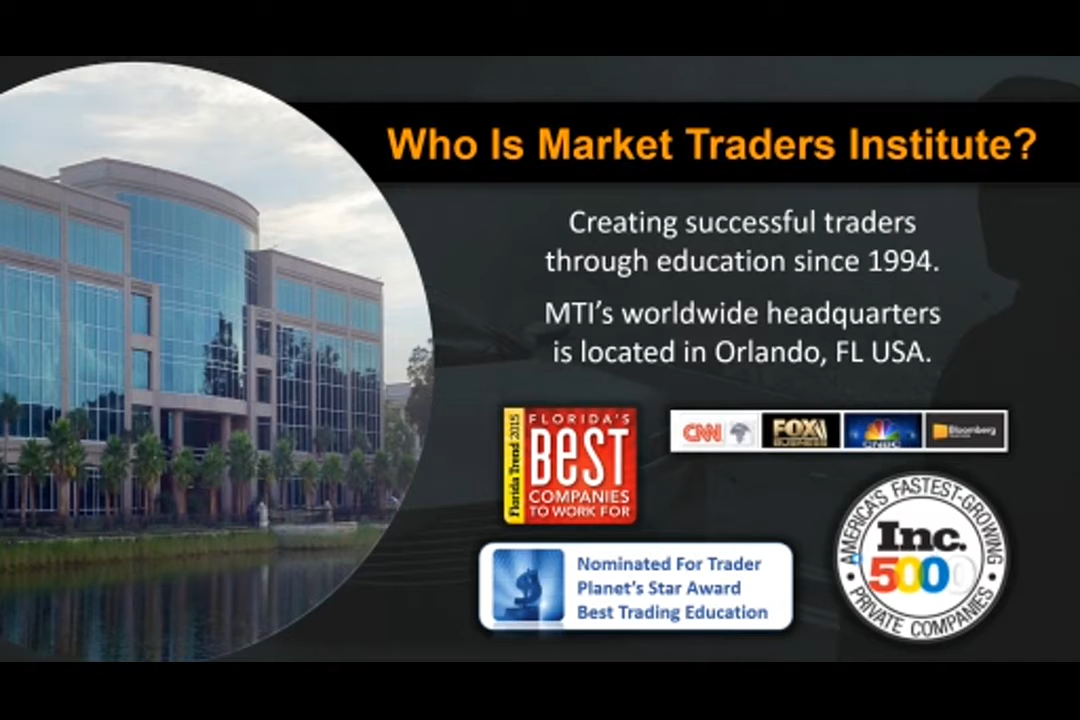 Who Is Market Traders Institute?
Creating successful traders
through education since 1994.
MTI's worldwide headquarters
is located in Orlando, FL USA.
Florida Trend 2015
FLORIDA'S
BeST
COMPANIES
TO WORK FOR
CNN
FOX
BUSINESS
CNBC
Bloomberg
Nominated For Trader
Planet's Star Award
Best Trading Education
AMERICA'S FASTEST-GROWING
Inc.
5000
PRIVATE COMPANIES